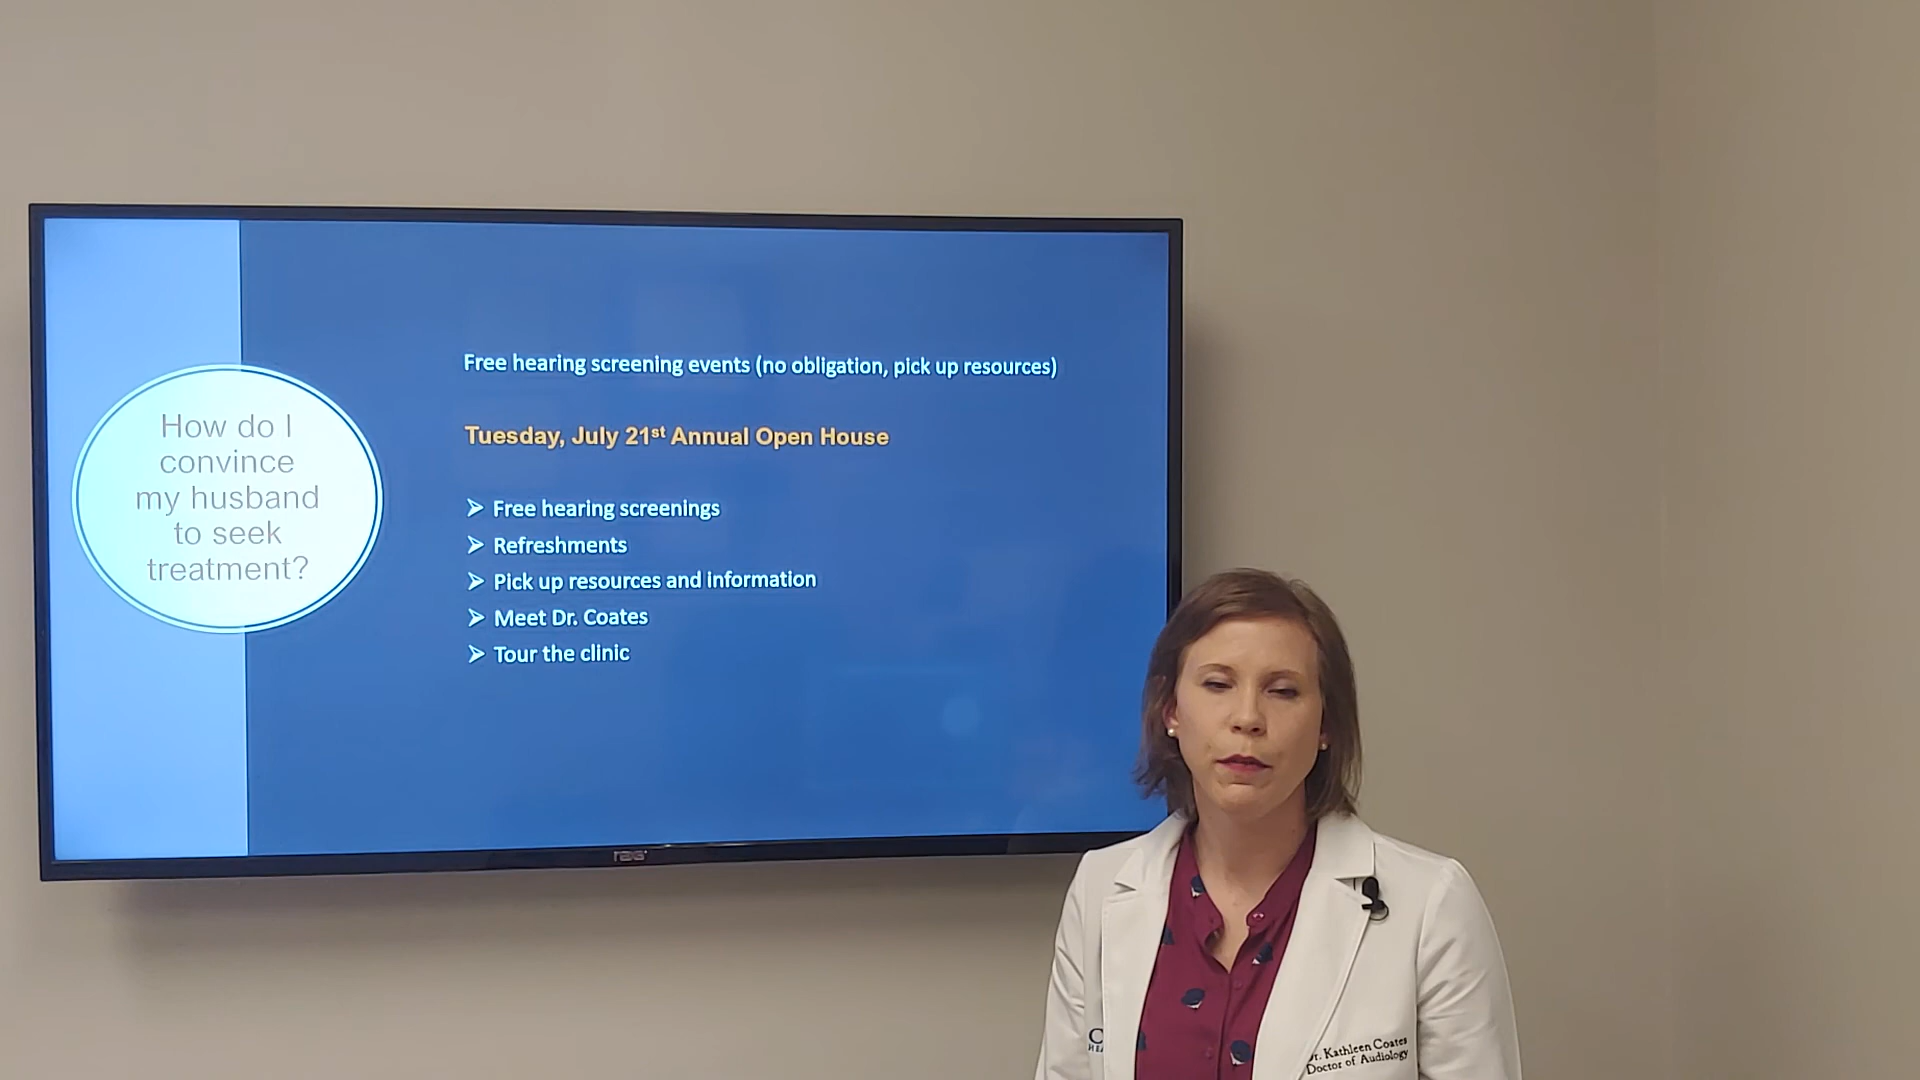 How do I
convince
my husband
to seek
treatment?
Free hearing screening events (no obligation, pick up resources)
Tuesday, July 21st Annual Open House
➢ Free hearing screenings
➢ Refreshments
➢ Pick up resources and information
➢ Meet Dr. Coates
➢ Tour the clinic
Dr. Kathleen Coates
Doctor of Audiology